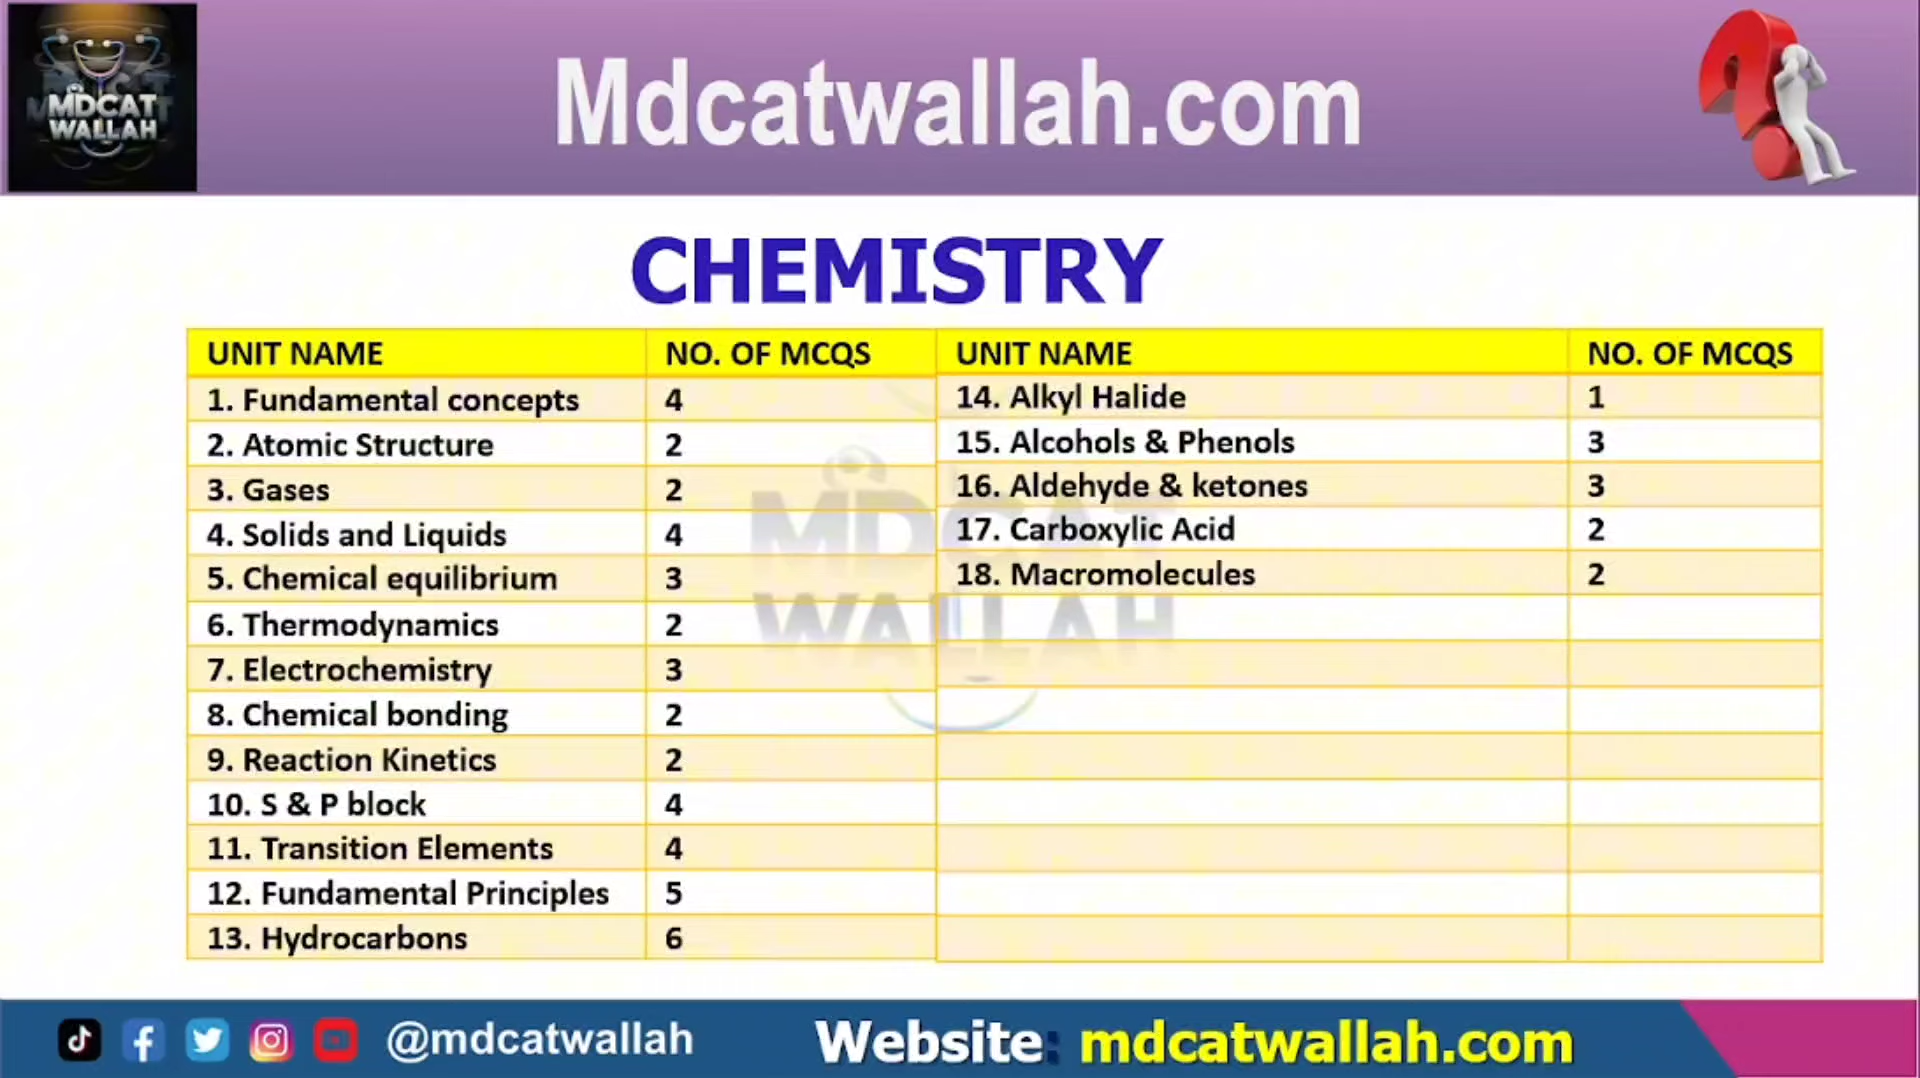 MDCAT
WALLAH
Mdcatwallah.com
CHEMISTRY
UNIT NAME NO. OF MCQS UNIT NAME NO. OF MCQS
1. Fundamental concepts 4 14. Alkyl Halide 1
2. Atomic Structure 2 15. Alcohols & Phenols 3
3. Gases 2 16. Aldehyde & ketones 3
4. Solids and Liquids 4 17. Carboxylic Acid 2
5. Chemical equilibrium 3 18. Macromolecules 2
6. Thermodynamics 2
7. Electrochemistry 3
8. Chemical bonding 2
9. Reaction Kinetics 2
10. S & P block 4
11. Transition Elements 4
12. Fundamental Principles 5
13. Hydrocarbons 6
MDCAT
WALLAH
@mdcatwallah Website: mdcatwallah.com